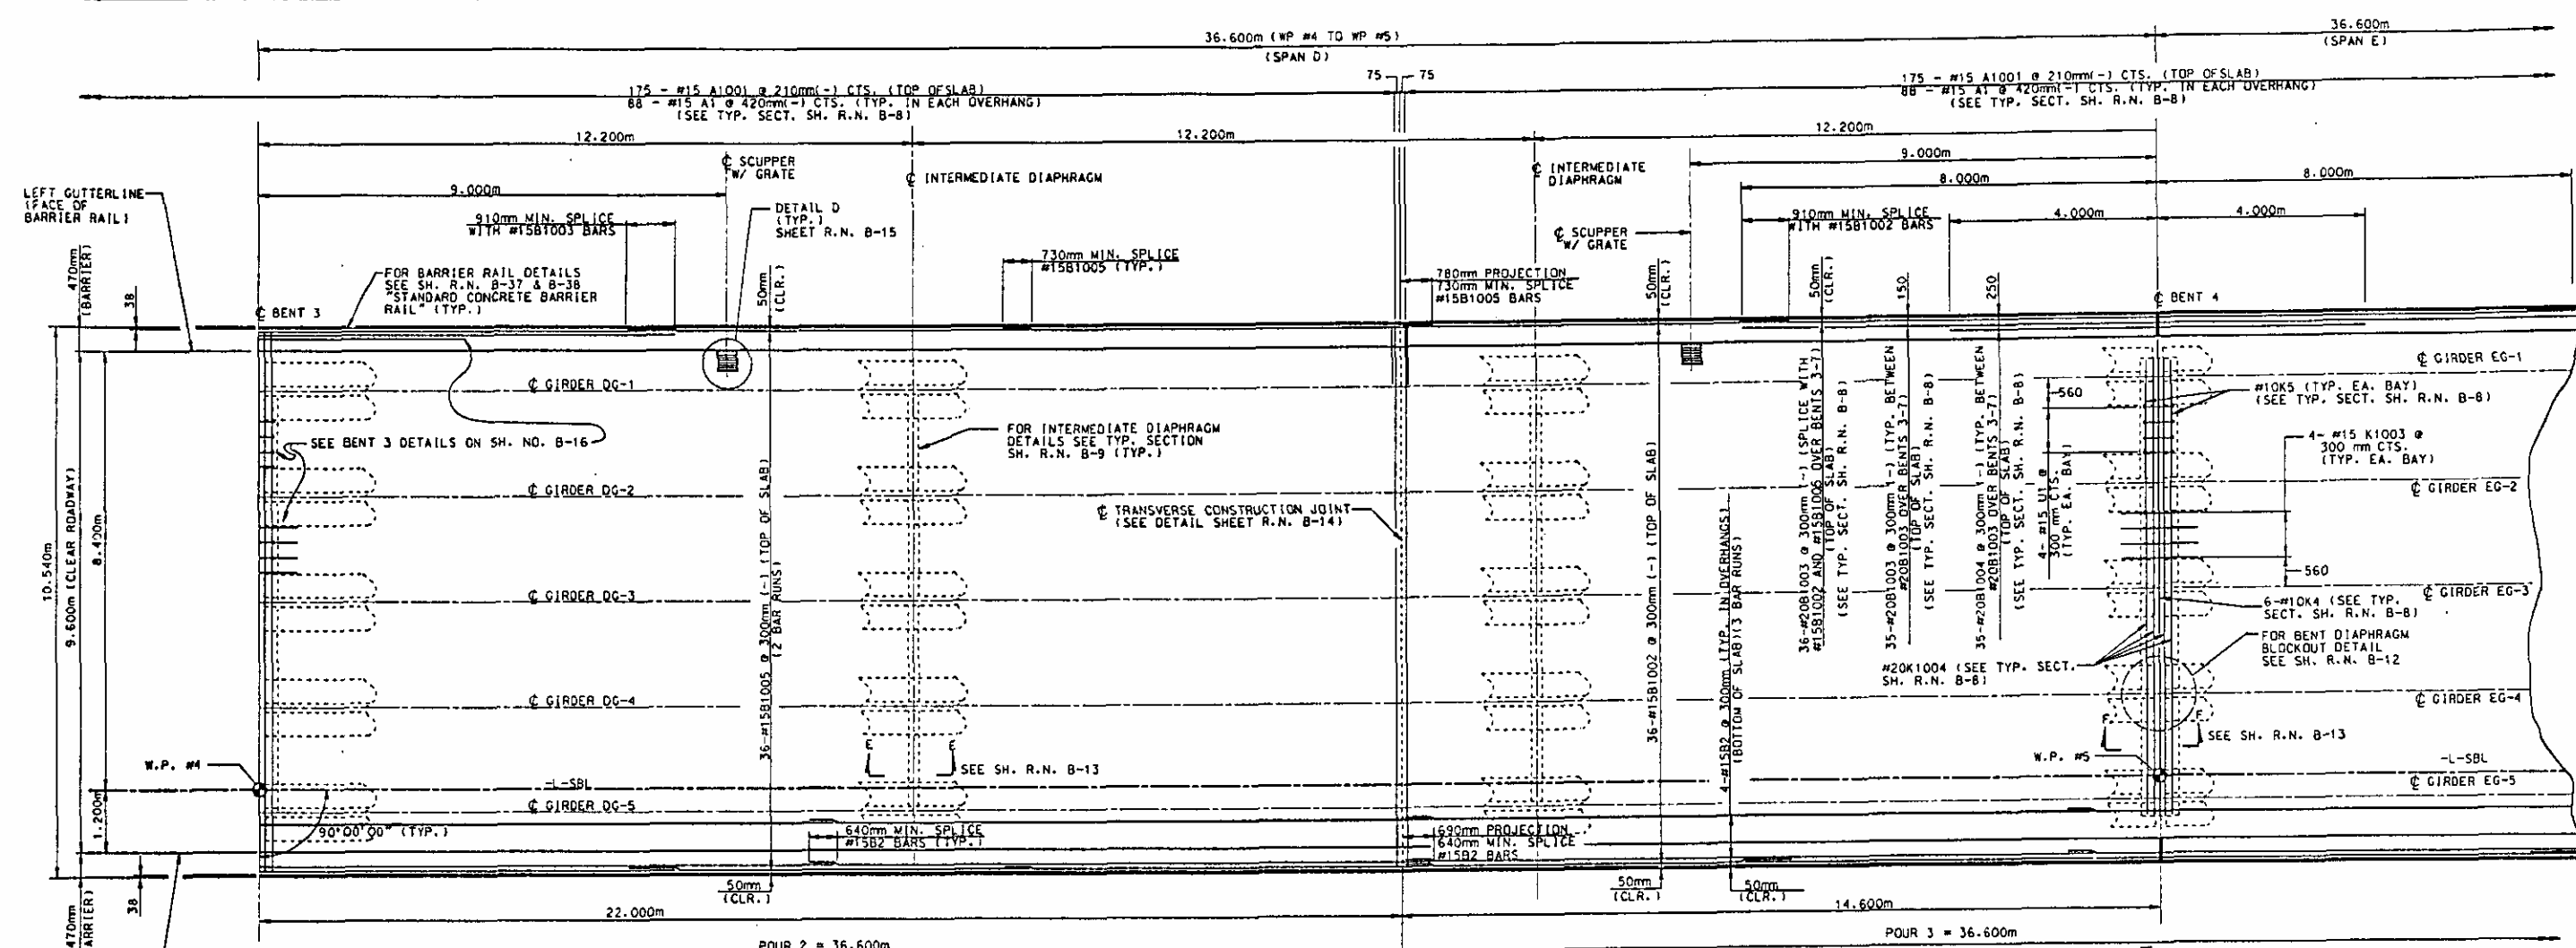 36.600m (WP #4 TO WP #5)
(SPAN D)
36.600m
(SPAN E)
75
75
175 - #15 A1001 @ 210mm(-) CTS. (TOP OF SLAB)
88 - #15 A1 @ 420mm(-) CTS. (TYP. IN EACH OVERHANG)
(SEE TYP. SECT. SH. R.N. B-8)
175 - #15 A1001 @ 210mm(-) CTS. (TOP OF SLAB)
88 - #15 A1 @ 420mm(-) CTS. (TYP. IN EACH OVERHANG)
(SEE TYP. SECT. SH. R.N. B-8)
12.200m
12.200m
12.200m
℄ SCUPPER
W/ GRATE
℄ INTERMEDIATE DIAPHRAGM
℄ INTERMEDIATE
DIAPHRAGM
9.000m
9.000m
8.000m
8.000m
LEFT GUTTERLINE
(FACE OF
BARRIER RAIL)
910mm MIN. SPLICE
WITH #15B1003 BARS
DETAIL D
(TYP.)
SHEET R.N. B-15
℄ SCUPPER
W/ GRATE
910mm MIN. SPLICE
WITH #15B1002 BARS
4.000m
4.000m
470mm
(BARRIER)
38
FOR BARRIER RAIL DETAILS
SEE SH. R.N. B-37 & B-38
"STANDARD CONCRETE BARRIER
RAIL" (TYP.)
730mm MIN. SPLICE
#15B1005 (TYP.)
780mm PROJECTION
730mm MIN. SPLICE
#15B1005 BARS
50mm
(CLR.)
50mm
(CLR.)
50mm
(CLR.)
150
250
℄ BENT 3
℄ BENT 4
℄ GIRDER DG-1
℄ GIRDER EG-1
560
#10K5 (TYP. EA. BAY)
(SEE TYP. SECT. SH. R.N. B-8)
SEE BENT 3 DETAILS ON SH. NO. B-16
FOR INTERMEDIATE DIAPHRAGM
DETAILS SEE TYP. SECTION
SH. R.N. B-9 (TYP.)
4- #15 K1003 @
300 mm CTS.
(TYP. EA. BAY)
℄ GIRDER DG-2
℄ GIRDER EG-2
℄ TRANSVERSE CONSTRUCTION JOINT
(SEE DETAIL SHEET R.N. B-14)
36-#15B1005 @ 300mm (-) (TOP OF SLAB)
(2 BAR RUNS)
36-#15B1002 @ 300mm (-) (TOP OF SLAB)
4-#15B2 @ 300mm (TYP. IN OVERHANGS)
(BOTTOM OF SLAB)(3 BAR RUNS)
36-#20B1003 @ 300mm (-) (SPLICE WITH
#15B1002 AND #15B1006 OVER BENTS 3-7)
(TOP OF SLAB)
(SEE TYP. SECT. SH. R.N. B-8)
35-#20B1003 @ 300mm (-) (TYP. BETWEEN
#20B1003 OVER BENTS 3-7)
(TOP OF SLAB)
(SEE TYP. SECT. SH. R.N. B-8)
35-#20B1004 @ 300mm (-) (TYP. BETWEEN
#20B1003 OVER BENTS 3-7)
(TOP OF SLAB)
(SEE TYP. SECT. SH. R.N. B-8)
4- #15 U1 @
300 mm CTS.
(TYP. EA. BAY)
10.540m
9.600m (CLEAR ROADWAY)
8.400m
560
℄ GIRDER DG-3
℄ GIRDER EG-3
6-#10K4 (SEE TYP.
SECT. SH. R.N. B-8)
FOR BENT DIAPHRAGM
BLOCKOUT DETAIL
SEE SH. R.N. B-12
#20K1004 (SEE TYP. SECT.
SH. R.N. B-8)
℄ GIRDER DG-4
℄ GIRDER EG-4
E
E
SEE SH. R.N. B-13
F
F
SEE SH. R.N. B-13
W.P. #4
W.P. #5
-L-SBL
-L-SBL
℄ GIRDER DG-5
℄ GIRDER EG-5
1.200m
90°00'00" (TYP.)
640mm MIN. SPLICE
#15B2 BARS (TYP.)
690mm PROJECTION
640mm MIN. SPLICE
#15B2 BARS
38
470mm
50mm
(CLR.)
50mm
(CLR.)
50mm
(CLR.)
22.000m
14.600m
POUR 2 = 36.600m
POUR 3 = 36.600m